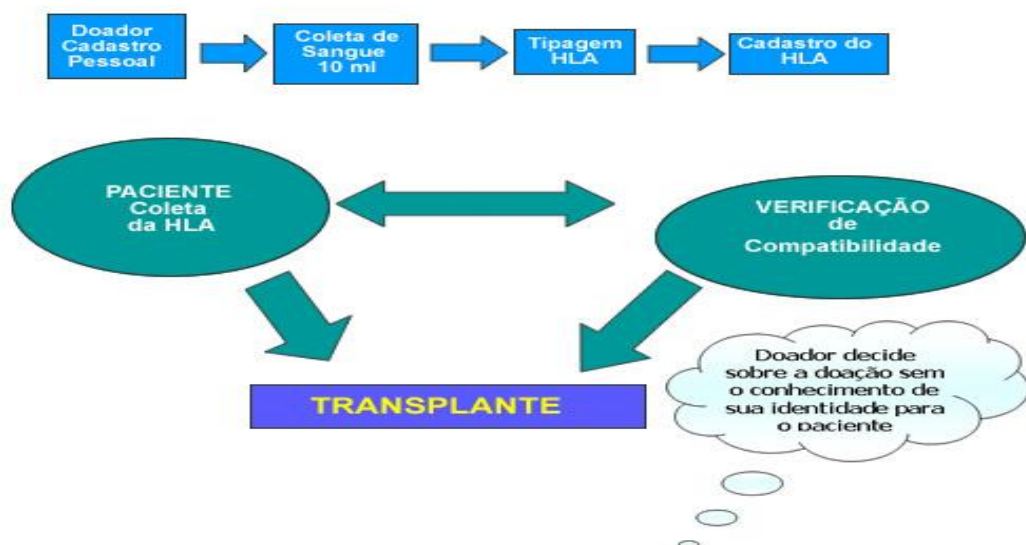 Doador
Cadastro
Pessoal
Coleta de
Sangue
10 ml
Tipagem
HLA
Cadastro do
HLA
PACIENTE
Coleta
da HLA
VERIFICAÇÃO
de
Compatibilidade
TRANSPLANTE
Doador decide
sobre a doação sem
o conhecimento de
sua identidade para
o paciente